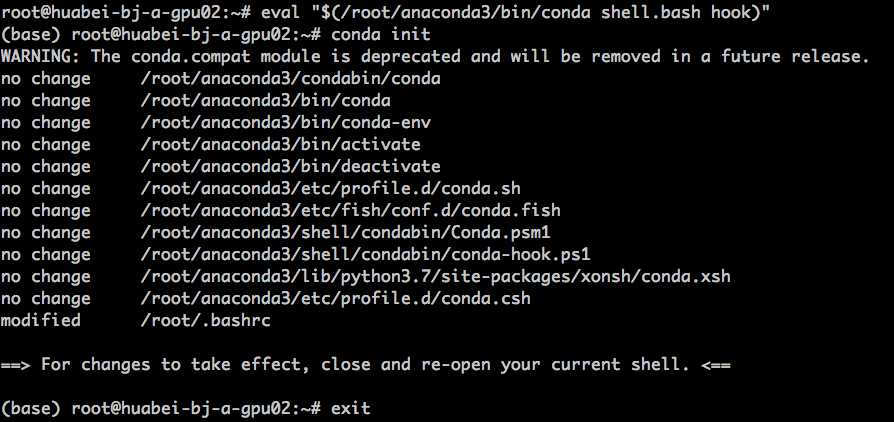 root@huabei-bj-a-gpu02:~# eval "$(/root/anaconda3/bin/conda shell.bash hook)"
(base) root@huabei-bj-a-gpu02:~# conda init
WARNING: The conda.compat module is deprecated and will be removed in a future release.
no change     /root/anaconda3/condabin/conda
no change     /root/anaconda3/bin/conda
no change     /root/anaconda3/bin/conda-env
no change     /root/anaconda3/bin/activate
no change     /root/anaconda3/bin/deactivate
no change     /root/anaconda3/etc/profile.d/conda.sh
no change     /root/anaconda3/etc/fish/conf.d/conda.fish
no change     /root/anaconda3/shell/condabin/Conda.psm1
no change     /root/anaconda3/shell/condabin/conda-hook.ps1
no change     /root/anaconda3/lib/python3.7/site-packages/xonsh/conda.xsh
no change     /root/anaconda3/etc/profile.d/conda.csh
modified      /root/.bashrc
==> For changes to take effect, close and re-open your current shell. <==
(base) root@huabei-bj-a-gpu02:~# exit